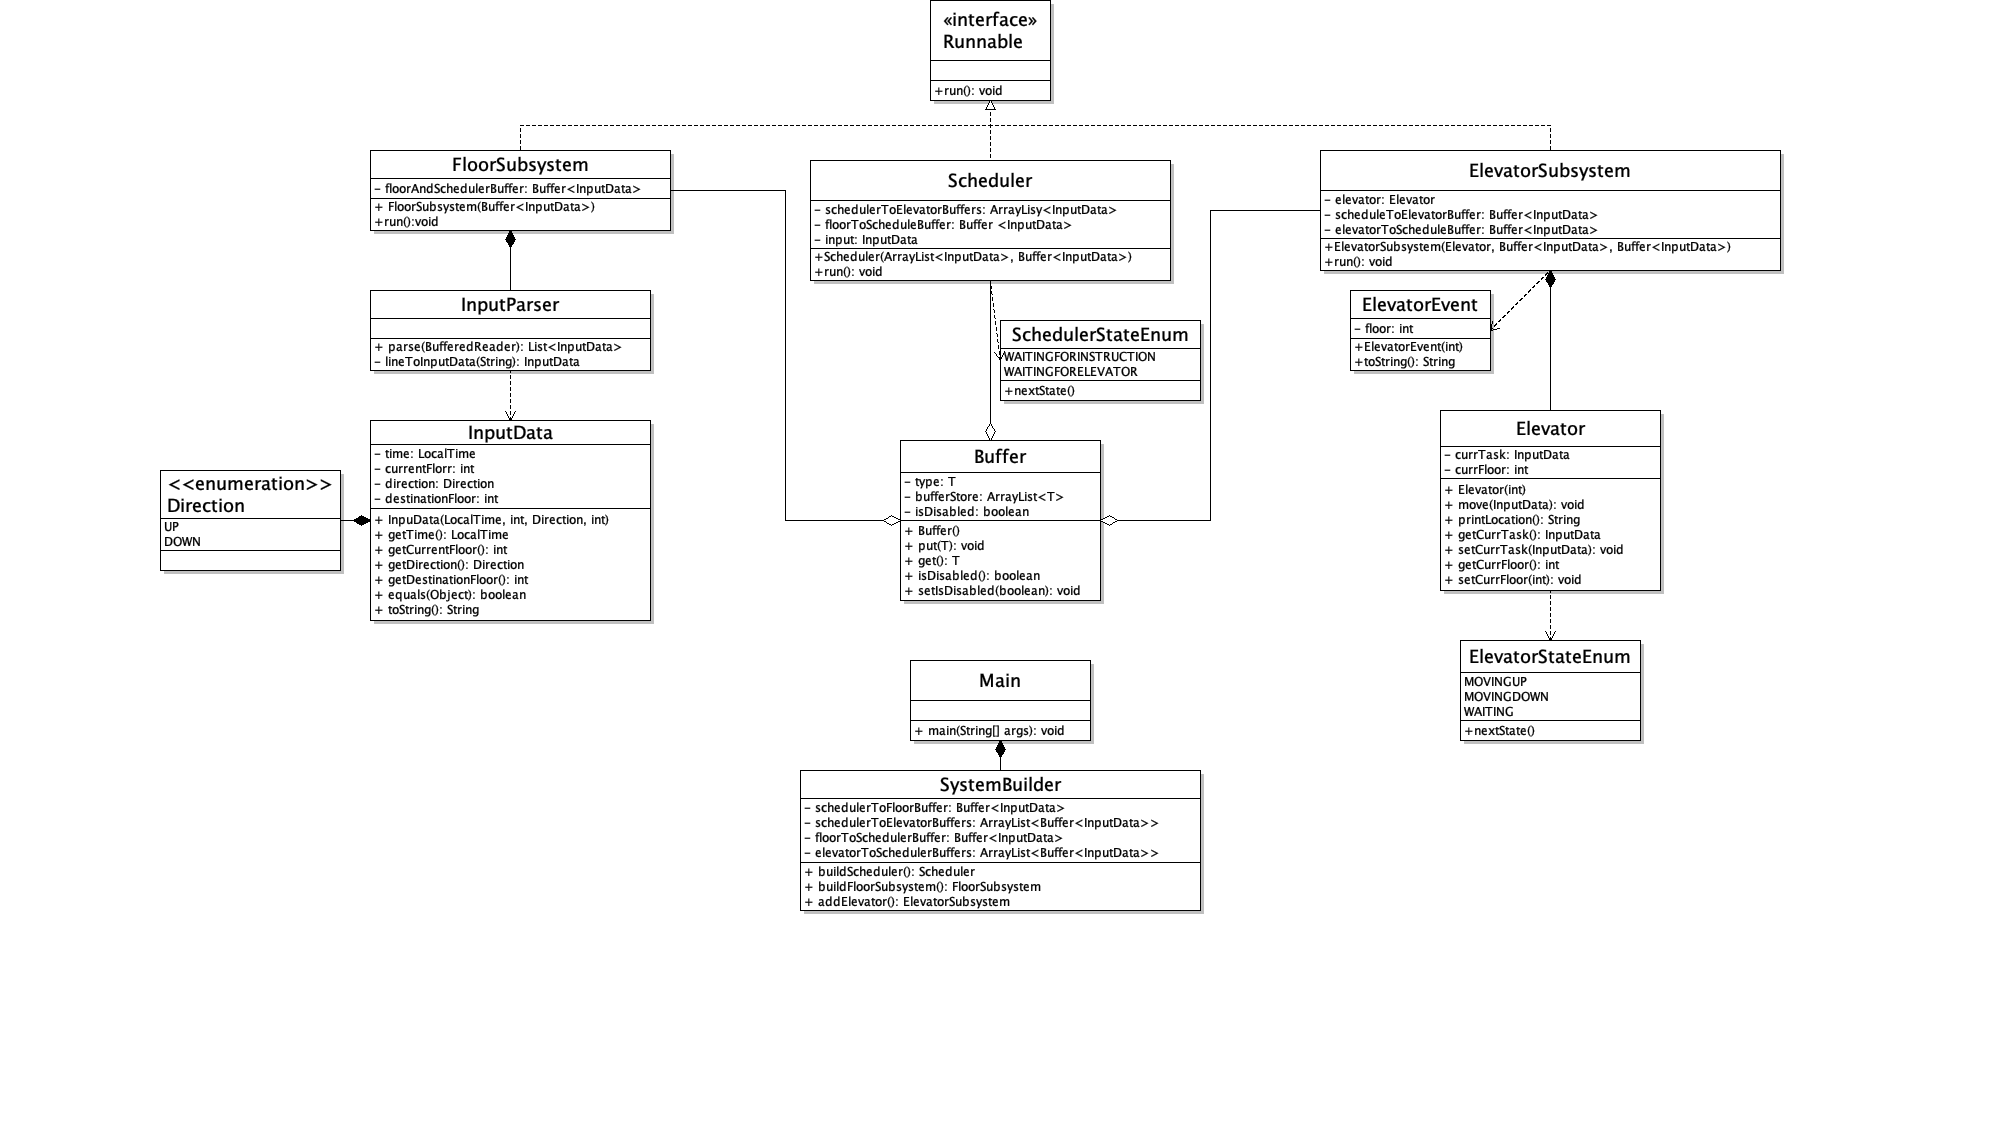 «interface»
Runnable
+run(): void
FloorSubsystem
- floorAndSchedulerBuffer: Buffer<InputData>
+ FloorSubsystem(Buffer<InputData>)
+run():void
Scheduler
- schedulerToElevatorBuffers: ArrayLisy<InputData>
- floorToScheduleBuffer: Buffer <InputData>
- input: InputData
+Scheduler(ArrayList<InputData>, Buffer<InputData>)
+run(): void
ElevatorSubsystem
- elevator: Elevator
- scheduleToElevatorBuffer: Buffer<InputData>
- elevatorToScheduleBuffer: Buffer<InputData>
+ElevatorSubsystem(Elevator, Buffer<InputData>, Buffer<InputData>)
+run(): void
InputParser
+ parse(BufferedReader): List<InputData>
- lineToInputData(String): InputData
SchedulerStateEnum
WAITINGFORINSTRUCTION
WAITINGFORELEVATOR
+nextState()
ElevatorEvent
- floor: int
+ElevatorEvent(int)
+toString(): String
InputData
- time: LocalTime
- currentFlorr: int
- direction: Direction
- destinationFloor: int
+ InpuData(LocalTime, int, Direction, int)
+ getTime(): LocalTime
+ getCurrentFloor(): int
+ getDirection(): Direction
+ getDestinationFloor(): int
+ equals(Object): boolean
+ toString(): String
<<enumeration>>
Direction
UP
DOWN
Buffer
- type: T
- bufferStore: ArrayList<T>
- isDisabled: boolean
+ Buffer()
+ put(T): void
+ get(): T
+ isDisabled(): boolean
+ setIsDisabled(boolean): void
Elevator
- currTask: InputData
- currFloor: int
+ Elevator(int)
+ move(InputData): void
+ printLocation(): String
+ getCurrTask(): InputData
+ setCurrTask(InputData): void
+ getCurrFloor(): int
+ setCurrFloor(int): void
ElevatorStateEnum
MOVINGUP
MOVINGDOWN
WAITING
+nextState()
Main
+ main(String[] args): void
SystemBuilder
- schedulerToFloorBuffer: Buffer<InputData>
- schedulerToElevatorBuffers: ArrayList<Buffer<InputData>>
- floorToSchedulerBuffer: Buffer<InputData>
- elevatorToSchedulerBuffers: ArrayList<Buffer<InputData>>
+ buildScheduler(): Scheduler
+ buildFloorSubsystem(): FloorSubsystem
+ addElevator(): ElevatorSubsystem